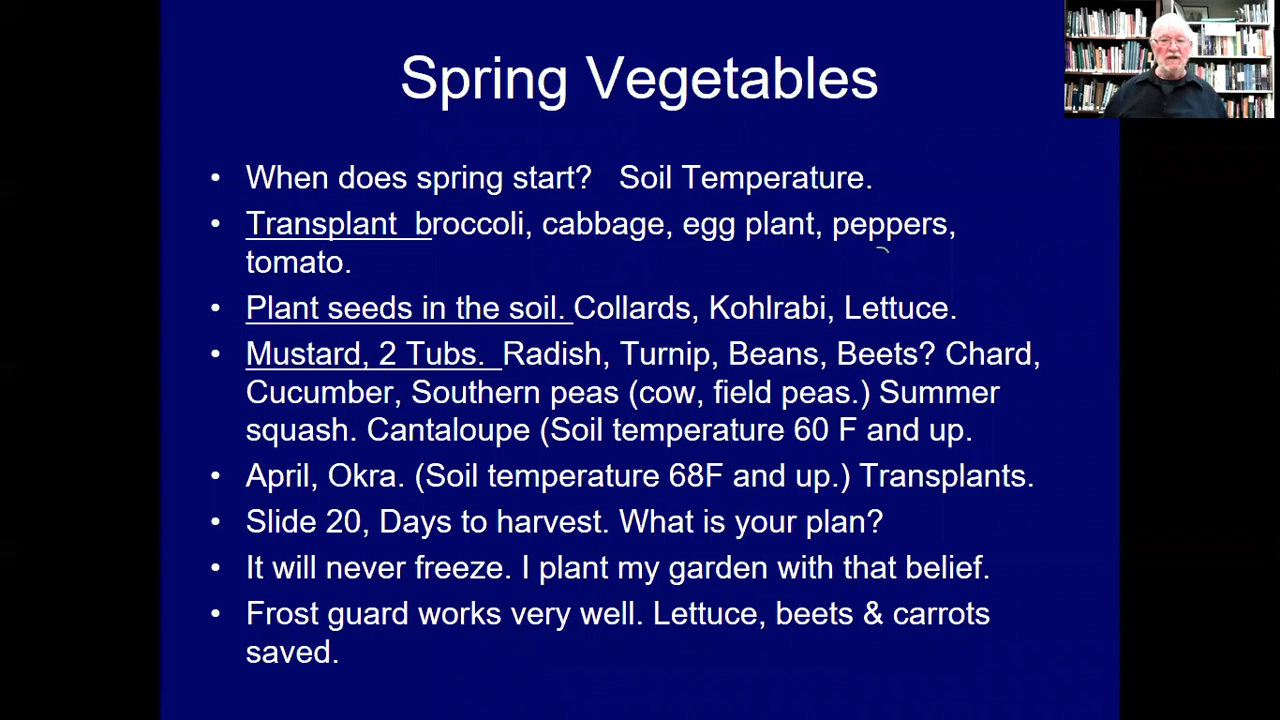 Spring Vegetables
• When does spring start? Soil Temperature.
• Transplant broccoli, cabbage, egg plant, peppers,
tomato.
• Plant seeds in the soil. Collards, Kohlrabi, Lettuce.
• Mustard, 2 Tubs. Radish, Turnip, Beans, Beets? Chard,
Cucumber, Southern peas (cow, field peas.) Summer
squash. Cantaloupe (Soil temperature 60 F and up.
• April, Okra. (Soil temperature 68F and up.) Transplants.
• Slide 20, Days to harvest. What is your plan?
• It will never freeze. I plant my garden with that belief.
• Frost guard works very well. Lettuce, beets & carrots
saved.